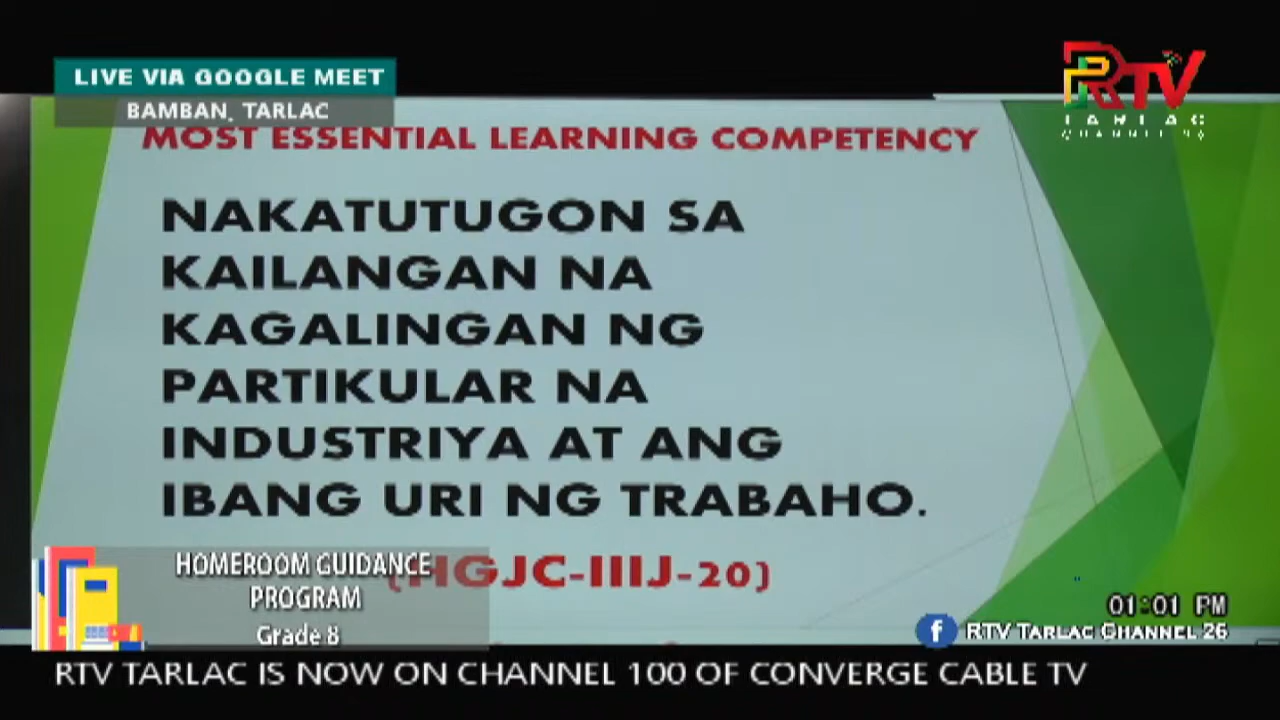 LIVE VIA GOOGLE MEET
BAMBAN, TARLAC
RTV
TARLAC
CHANNEL 26
MOST ESSENTIAL LEARNING COMPETENCY
NAKATUTUGON SA
KAILANGAN NA
KAGALINGAN NG
PARTIKULAR NA
INDUSTRIYA AT ANG
IBANG URI NG TRABAHO.
(HGJC-IIIJ-20)
HOMEROOM GUIDANCE
PROGRAM
Grade 8
01:01 PM
f RTV TARLAC CHANNEL 26
RTV TARLAC IS NOW ON CHANNEL 100 OF CONVERGE CABLE TV